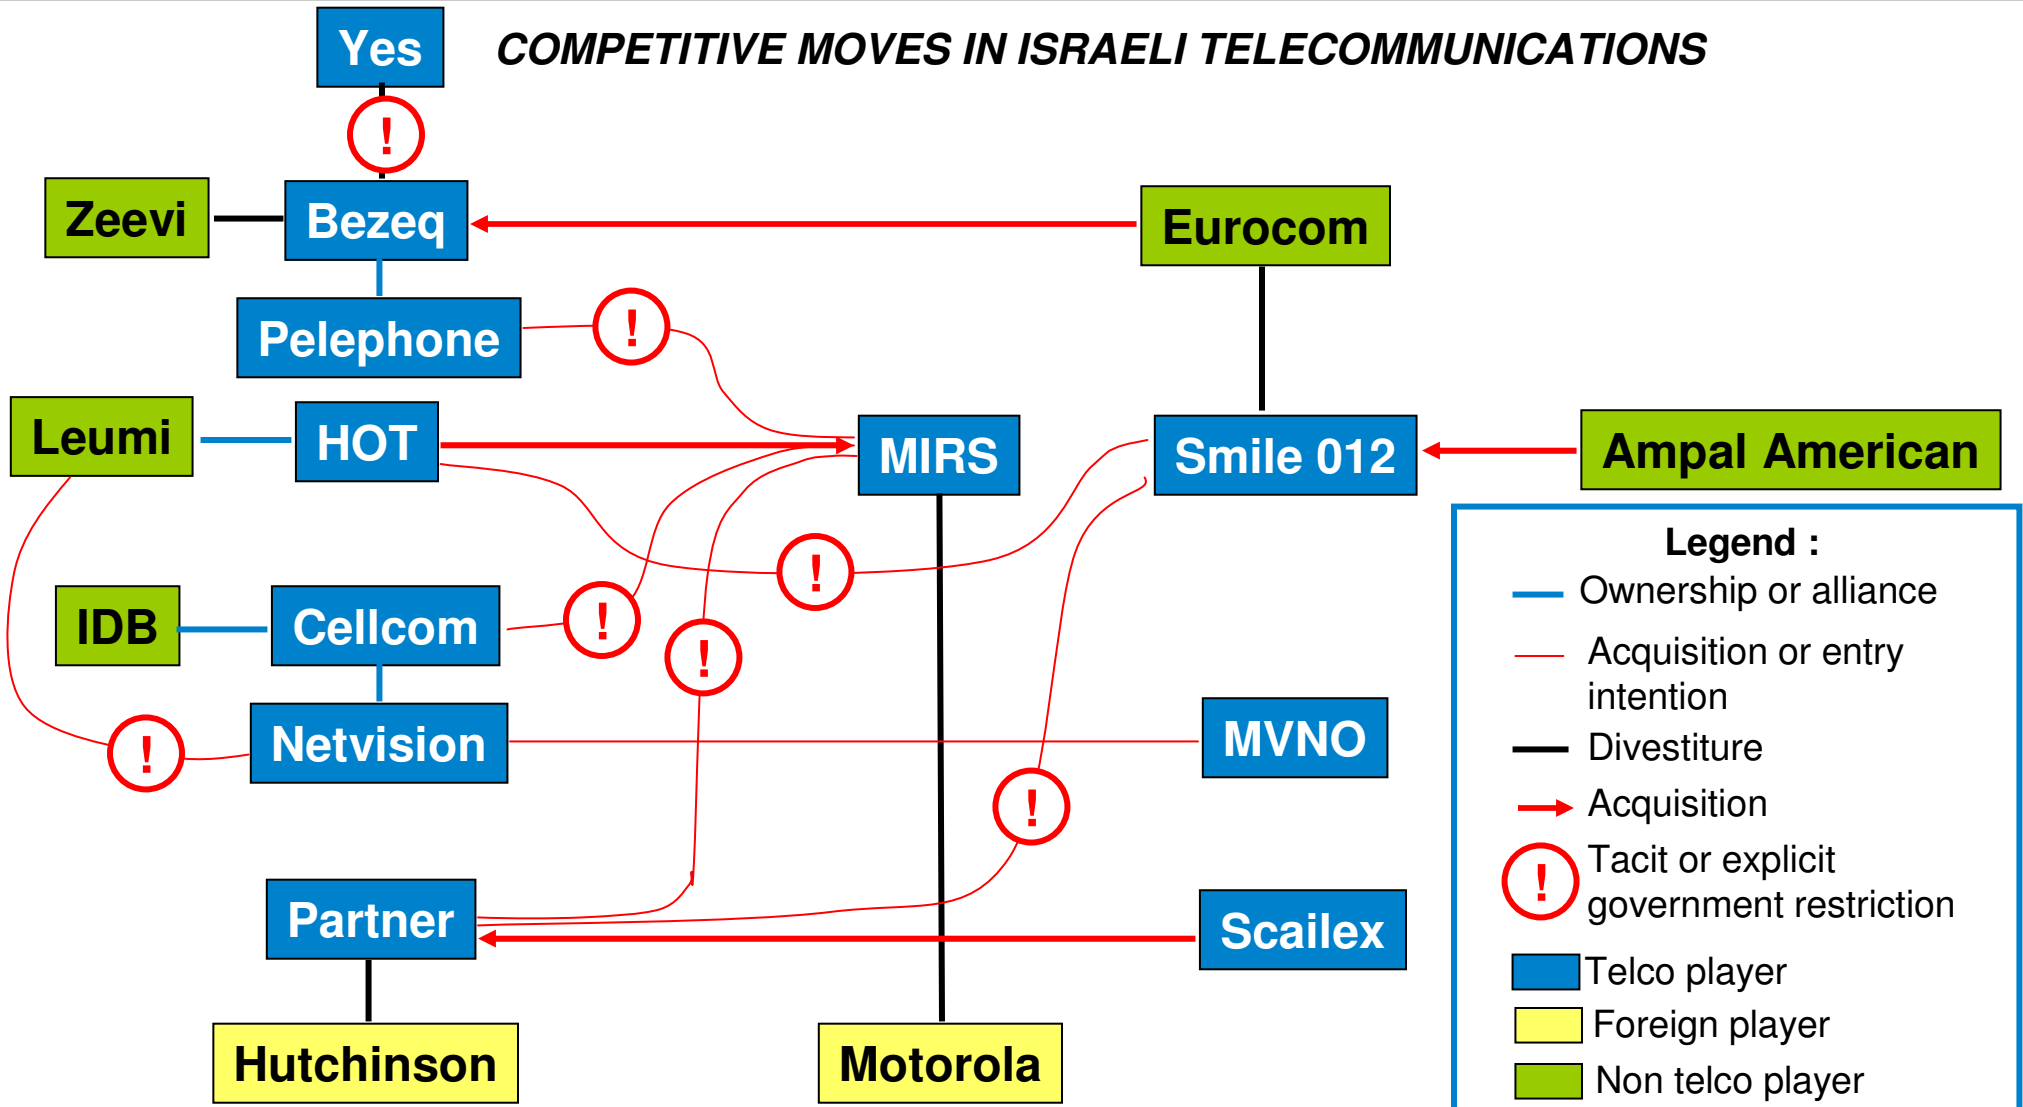 Yes
COMPETITIVE MOVES IN ISRAELI TELECOMMUNICATIONS
!
Zeevi
Bezeq
Eurocom
Pelephone
!
Leumi
HOT
MIRS
Smile 012
Ampal American
!
IDB
Cellcom
!
!
Netvision
!
MVNO
!
Partner
Scailex
Hutchinson
Motorola
Legend :
Ownership or alliance
Acquisition or entry
intention
Divestiture
Acquisition
!
Tacit or explicit
government restriction
Telco player
Foreign player
Non telco player